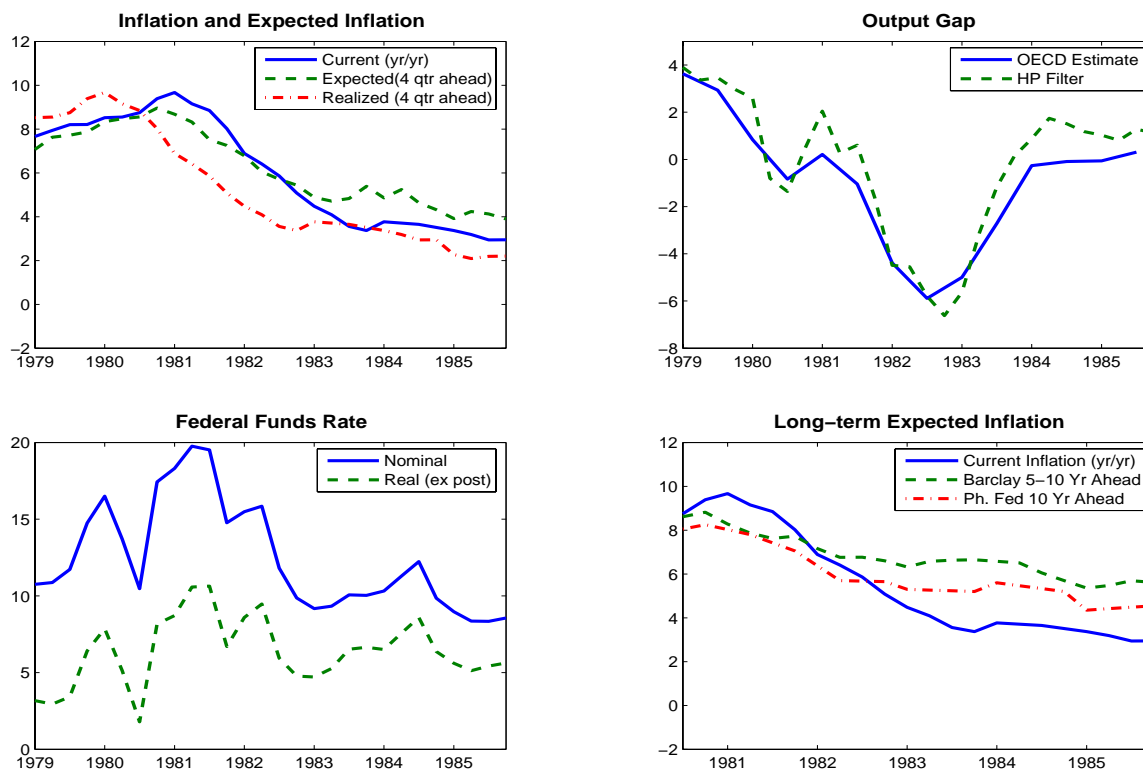 Inflation and Expected Inflation
12
10
8
6
4
2
0
−2
1979 1980 1981 1982 1983 1984 1985
Current (yr/yr)
Expected(4 qtr ahead)
Realized (4 qtr ahead)
Output Gap
4
2
0
−2
−4
−6
−8
1979 1980 1981 1982 1983 1984 1985
OECD Estimate
HP Filter
Federal Funds Rate
20
15
10
5
0
1979 1980 1981 1982 1983 1984 1985
Nominal
Real (ex post)
Long−term Expected Inflation
12
10
8
6
4
2
0
−2
1981 1982 1983 1984 1985
Current Inflation (yr/yr)
Barclay 5−10 Yr Ahead
Ph. Fed 10 Yr Ahead